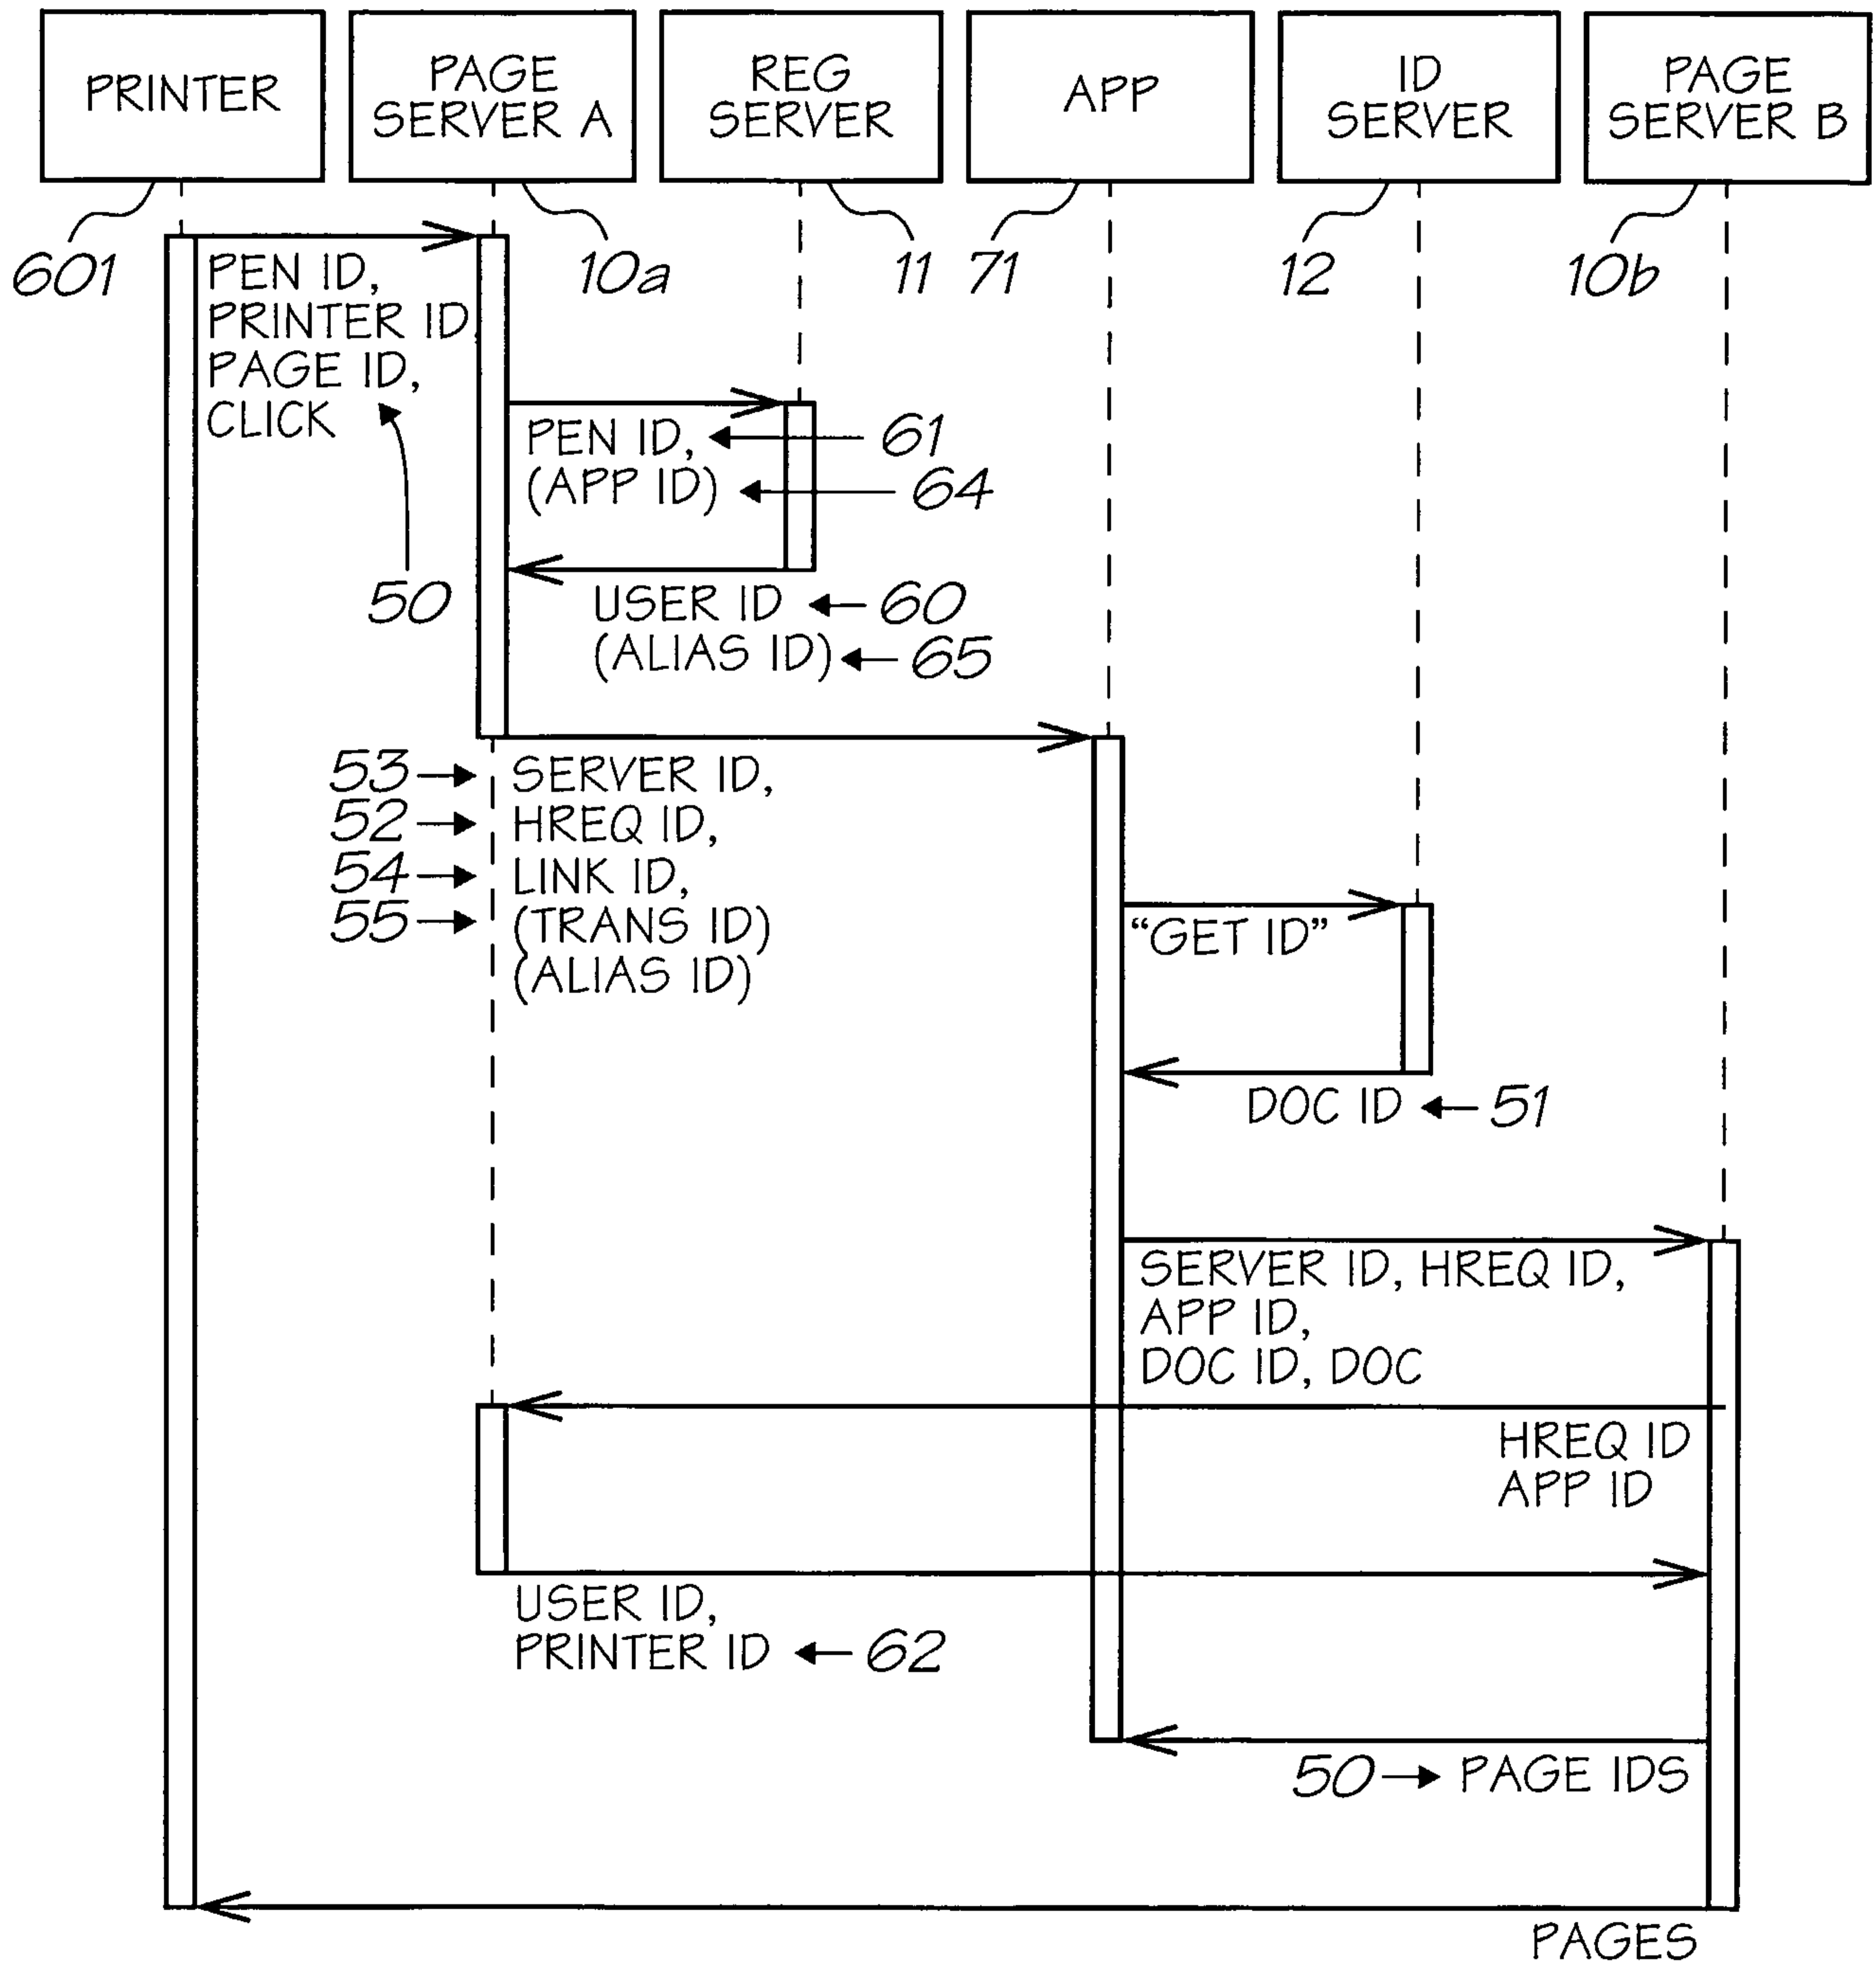 PRINTER
PAGE
SERVER A
REG
SERVER
APP
ID
SERVER
PAGE
SERVER B
601
10a
11
71
12
10b
PEN ID,
PRINTER ID
PAGE ID,
CLICK
50
PEN ID,
61
(APP ID)
64
USER ID
60
(ALIAS ID)
65
53
SERVER ID,
52
HREQ ID,
54
LINK ID,
55
(TRANS ID)
(ALIAS ID)
“GET ID”
DOC ID
51
SERVER ID, HREQ ID,
APP ID,
DOC ID, DOC
HREQ ID
APP ID
USER ID,
PRINTER ID
62
50
PAGE IDS
PAGES